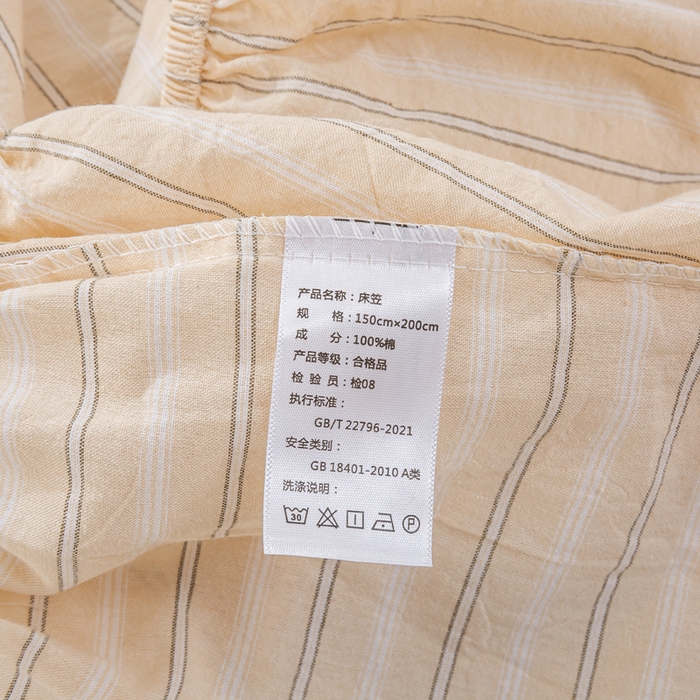 产品名称：床笠
规 格：150cm×200cm
成 分：100%棉
产品等级：合格品
检 验 员：检08
执行标准：
GB/T 22796-2021
安全类别：
GB 18401-2010 A类
洗涤说明：
30 P